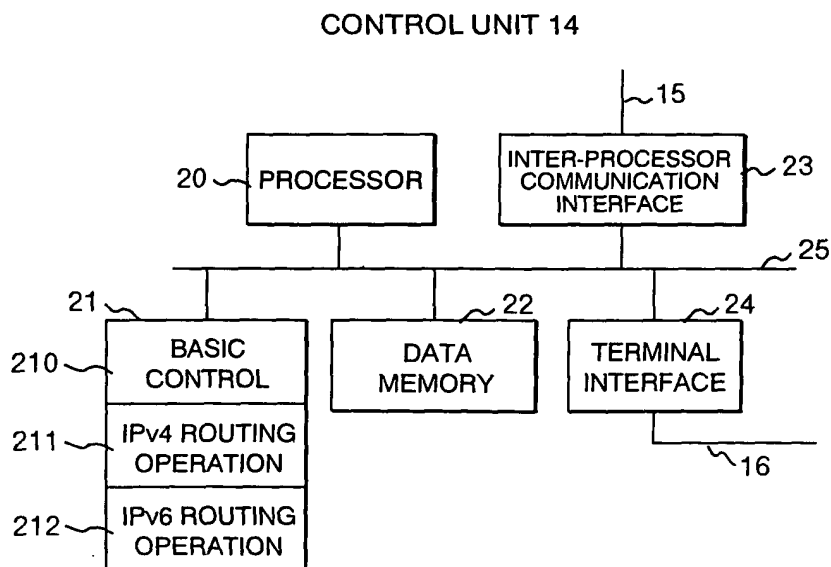 CONTROL UNIT 14
15
20
PROCESSOR
INTER-PROCESSOR
COMMUNICATION
INTERFACE
23
25
21
22
24
210
BASIC
CONTROL
DATA
MEMORY
TERMINAL
INTERFACE
211
IPv4 ROUTING
OPERATION
16
212
IPv6 ROUTING
OPERATION